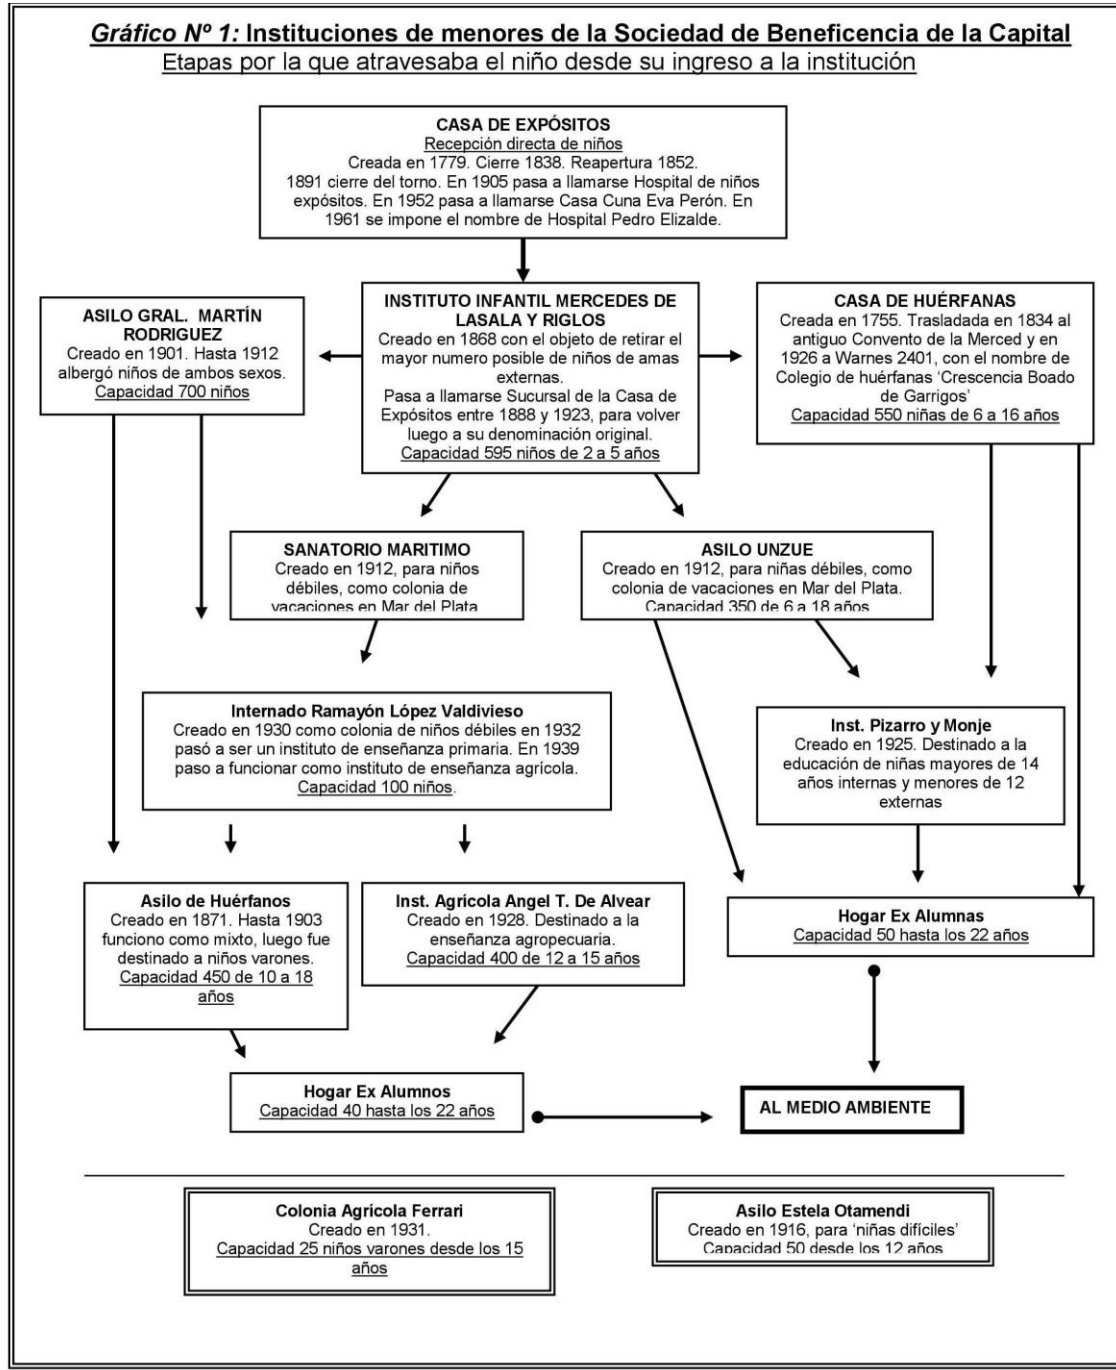 Gráfico Nº 1: Instituciones de menores de la Sociedad de Beneficencia de la Capital
Etapas por la que atravesaba el niño desde su ingreso a la institución
CASA DE EXPÓSITOS
Recepción directa de niños
Creada en 1779. Cierre 1838. Reapertura 1852.
1891 cierre del torno. En 1905 pasa a llamarse Hospital de niños
expósitos. En 1952 pasa a llamarse Casa Cuna Eva Perón. En
1961 se impone el nombre de Hospital Pedro Elizalde.
ASILO GRAL. MARTÍN
RODRIGUEZ
Creado en 1901. Hasta 1912
albergó niños de ambos sexos.
Capacidad 700 niños
INSTITUTO INFANTIL MERCEDES DE
LASALA Y RIGLOS
Creado en 1868 con el objeto de retirar el
mayor numero posible de niños de amas
externas.
Pasa a llamarse Sucursal de la Casa de
Expósitos entre 1888 y 1923, para volver
luego a su denominación original.
Capacidad 595 niños de 2 a 5 años
CASA DE HUÉRFANAS
Creada en 1755. Trasladada en 1834 al
antiguo Convento de la Merced y en
1926 a Warnes 2401, con el nombre de
Colegio de huérfanas ‘Crescencia Boado
de Garrigos’
Capacidad 550 niñas de 6 a 16 años
SANATORIO MARITIMO
Creado en 1912, para niños
débiles, como colonia de
vacaciones en Mar del Plata
ASILO UNZUE
Creado en 1912, para niñas débiles, como
colonia de vacaciones en Mar del Plata.
Capacidad 350 de 6 a 18 años
Internado Ramayón López Valdivieso
Creado en 1930 como colonia de niños débiles en 1932
pasó a ser un instituto de enseñanza primaria. En 1939
paso a funcionar como instituto de enseñanza agrícola.
Capacidad 100 niños.
Inst. Pizarro y Monje
Creado en 1925. Destinado a la
educación de niñas mayores de 14
años internas y menores de 12
externas
Asilo de Huérfanos
Creado en 1871. Hasta 1903
funciono como mixto, luego fue
destinado a niños varones.
Capacidad 450 de 10 a 18
años
Inst. Agrícola Angel T. De Alvear
Creado en 1928. Destinado a la
enseñanza agropecuaria.
Capacidad 400 de 12 a 15 años
Hogar Ex Alumnas
Capacidad 50 hasta los 22 años
Hogar Ex Alumnos
Capacidad 40 hasta los 22 años
AL MEDIO AMBIENTE
Colonia Agrícola Ferrari
Creado en 1931.
Capacidad 25 niños varones desde los 15
años
Asilo Estela Otamendi
Creado en 1916, para ‘niñas difíciles’
Capacidad 50 desde los 12 años